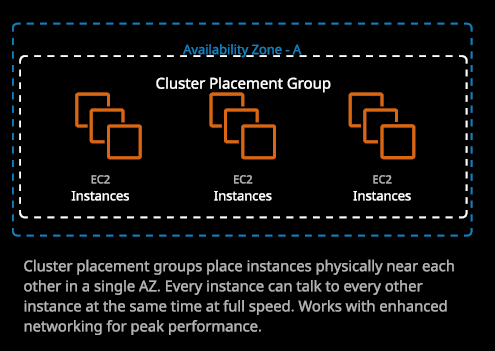 Availability Zone - A
Cluster Placement Group
EC2
Instances
EC2
Instances
EC2
Instances
Cluster placement groups place instances physically near each
other in a single AZ. Every instance can talk to every other
instance at the same time at full speed. Works with enhanced
networking for peak performance.